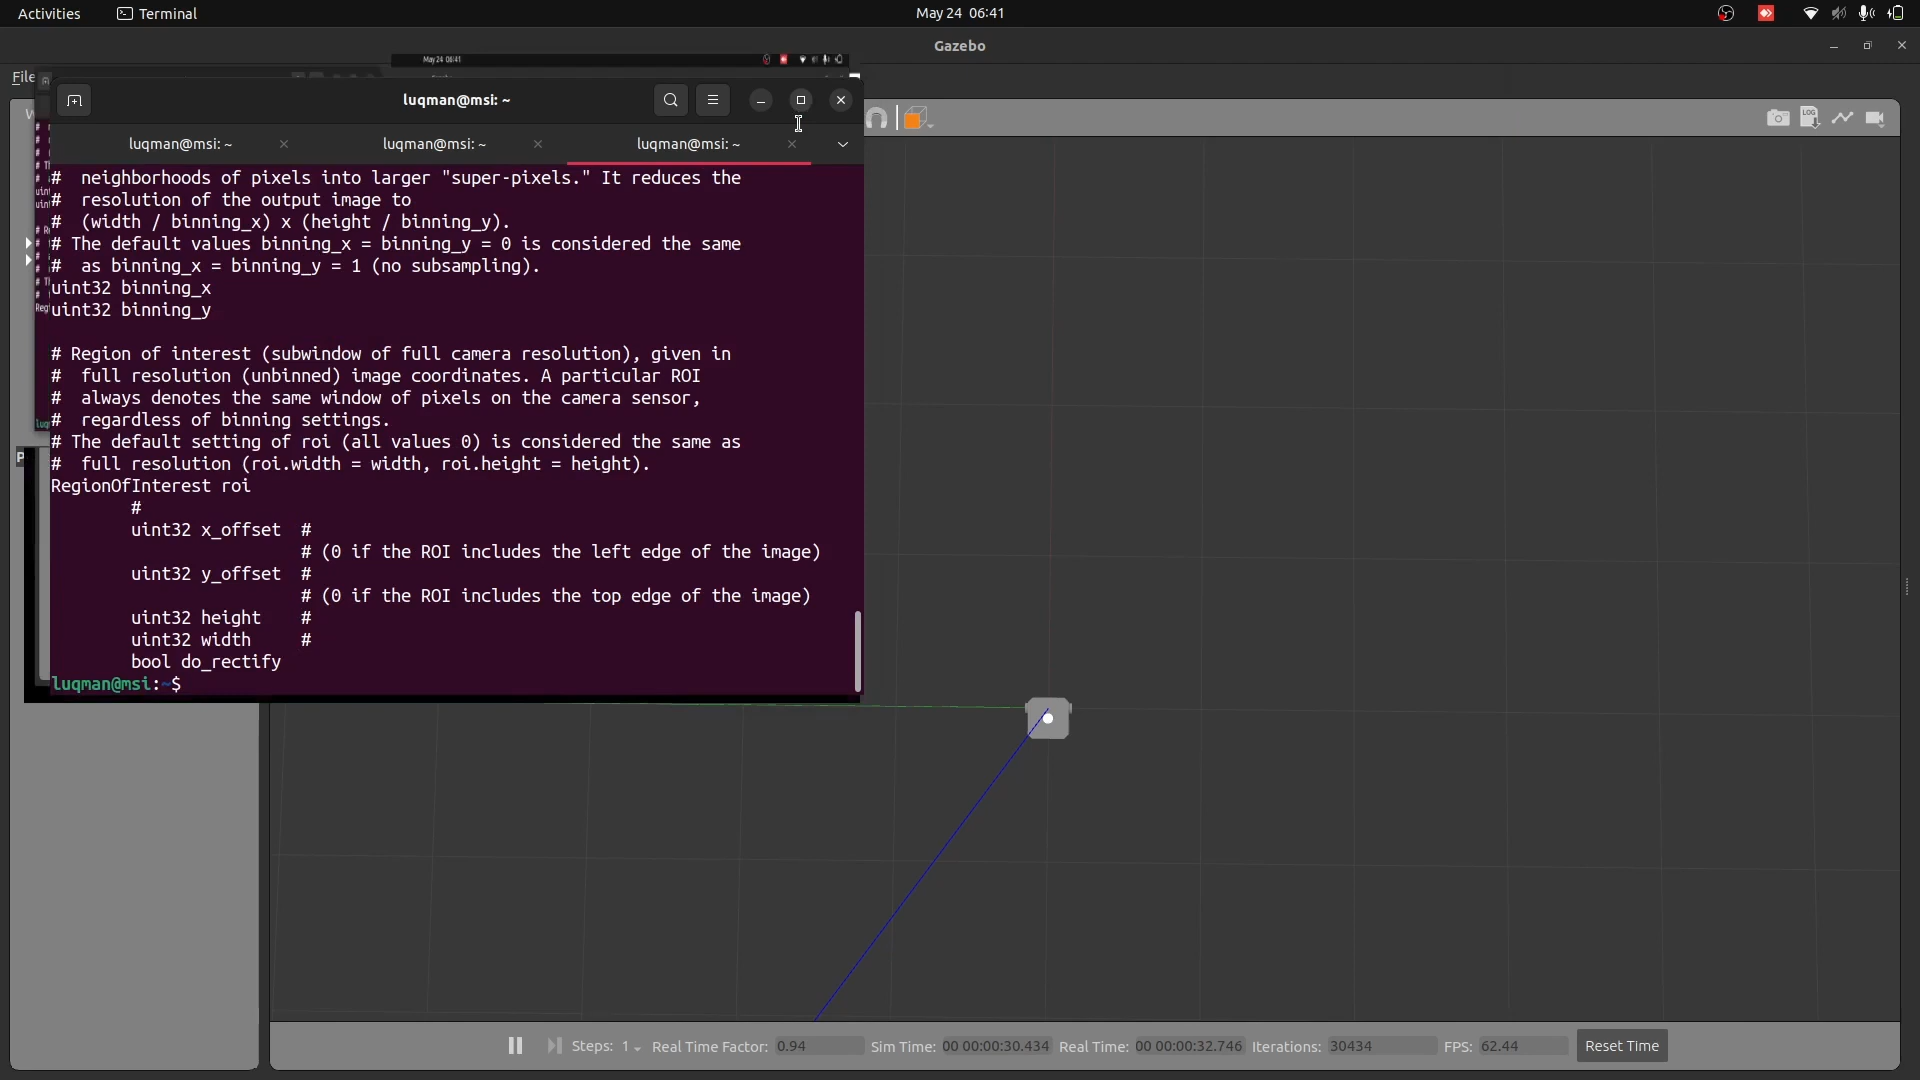 Activities
Terminal
May 24 06:41
Gazebo
File
May 24 06:41
luqman@msi: ~
luqman@msi: ~
luqman@msi: ~
luqman@msi: ~
LOG
# neighborhoods of pixels into larger "super-pixels." It reduces the
# resolution of the output image to
# (width / binning_x) x (height / binning_y).
# The default values binning_x = binning_y = 0 is considered the same
# as binning_x = binning_y = 1 (no subsampling).
uint32 binning_x
uint32 binning_y
# Region of interest (subwindow of full camera resolution), given in
# full resolution (unbinned) image coordinates. A particular ROI
# always denotes the same window of pixels on the camera sensor,
# regardless of binning settings.
# The default setting of roi (all values 0) is considered the same as
# full resolution (roi.width = width, roi.height = height).
RegionOfInterest roi
#
uint32 x_offset #
# (0 if the ROI includes the left edge of the image)
uint32 y_offset #
# (0 if the ROI includes the top edge of the image)
uint32 height #
uint32 width #
bool do_rectify
luqman@msi:~$
Steps: 1
Real Time Factor: 0.94
Sim Time: 00 00:00:30.434
Real Time: 00 00:00:32.746
Iterations: 30434
FPS: 62.44
Reset Time